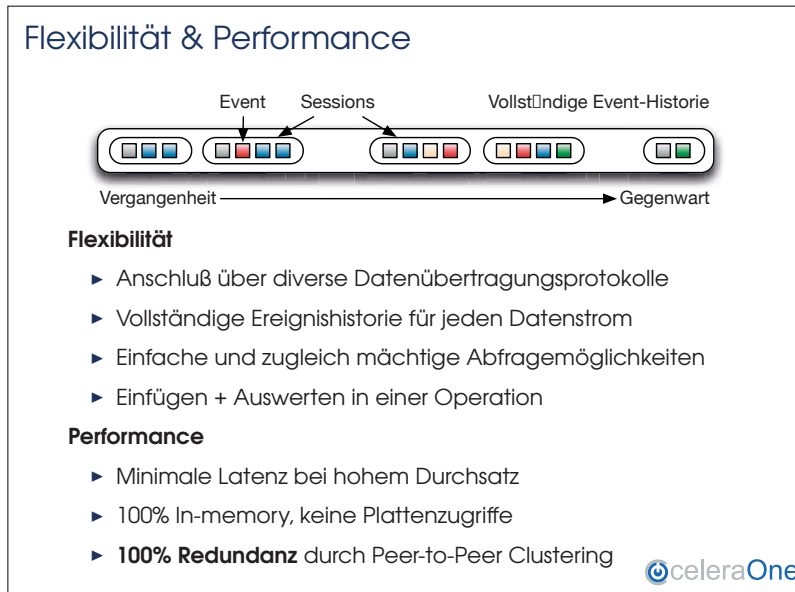 Flexibilität & Performance
Event Sessions Vollst□ndige Event-Historie
Vergangenheit Gegenwart
Flexibilität
► Anschluß über diverse Datenübertragungsprotokolle
► Vollständige Ereignishistorie für jeden Datenstrom
► Einfache und zugleich mächtige Abfragemöglichkeiten
► Einfügen + Auswerten in einer Operation
Performance
► Minimale Latenz bei hohem Durchsatz
► 100% In-memory, keine Plattenzugriffe
► 100% Redundanz durch Peer-to-Peer Clustering
celeraOne